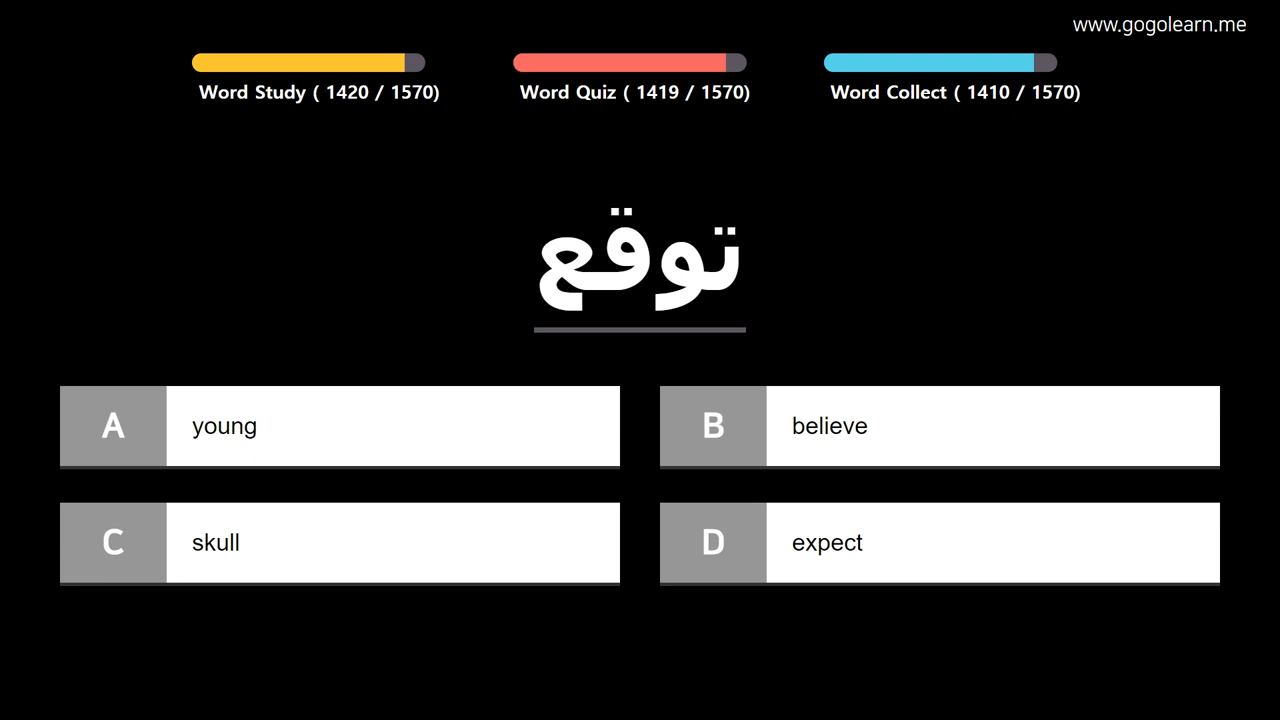 www.gogolearn.me
Word Study ( 1420 / 1570)
Word Quiz ( 1419 / 1570)
Word Collect ( 1410 / 1570)
توقع
A young
B believe
C skull
D expect